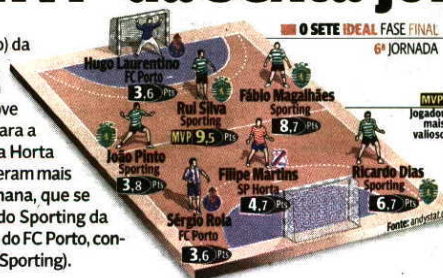 da
O SETE IDEAL FASE FINAL
6ª JORNADA
o) da
ove
ara a
a Horta
eram mais
mana, que se
do Sporting da
do FC Porto, con-
Sporting).
Hugo Laurentino
FC Porto
3,6 Pts
Rui Silva
Sporting
MVP 9,5 Pts
Fábio Magalhães
Sporting
8,7 Pts
MVP
Jogador
mais
valioso
João Pinto
Sporting
3,8 Pts
Filipe Martins
SP Horta
4,7 Pts
Ricardo Dias
Sporting
6,7 Pts
Sérgio Rola
FC Porto
3,6 Pts
Fonte: andystat